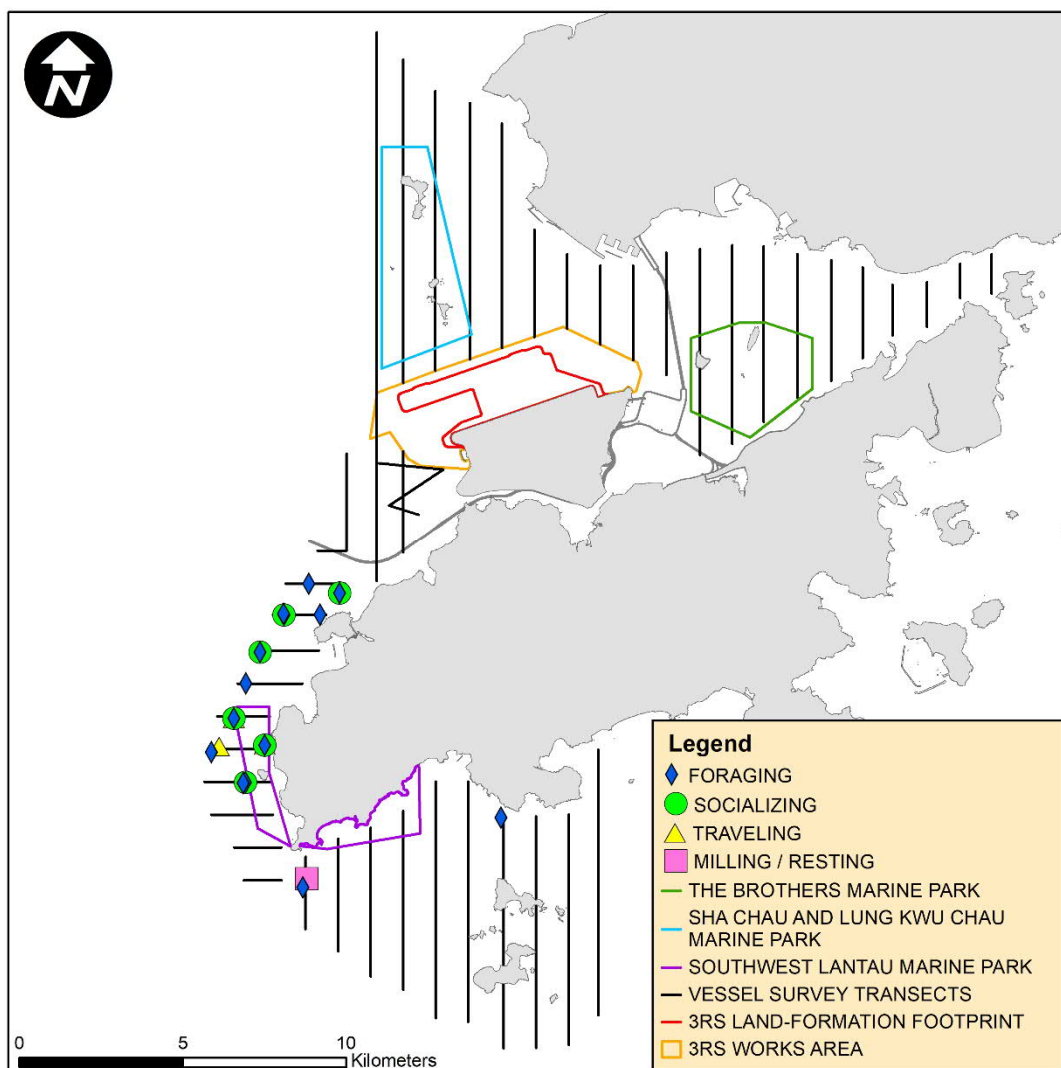 N
Legend
FORAGING
SOCIALIZING
TRAVELING
MILLING / RESTING
THE BROTHERS MARINE PARK
SHA CHAU AND LUNG KWU CHAU
MARINE PARK
SOUTHWEST LANTAU MARINE PARK
VESSEL SURVEY TRANSECTS
3RS LAND-FORMATION FOOTPRINT
3RS WORKS AREA
0 5 10
Kilometers